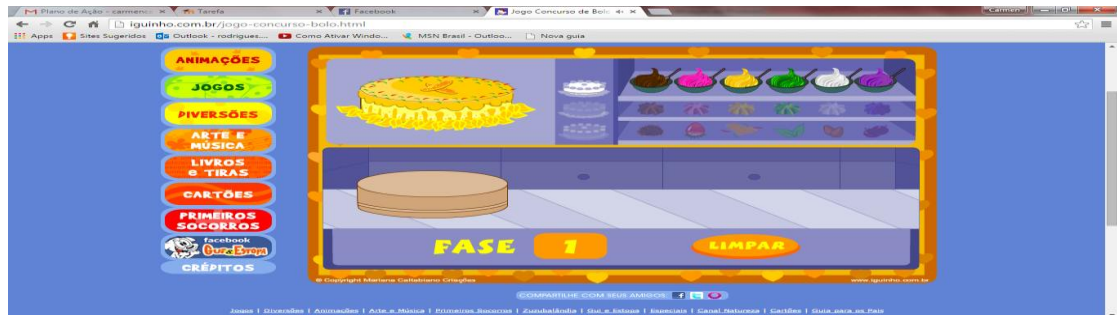 Plano de Ação - carmenc
Tarefa
Facebook
Jogo Concurso de Bolo
Carmen
iguinho.com.br/jogo-concurso-bolo.html
Apps
Sites Sugeridos
Outlook - rodrigues...
Como Ativar Windo...
MSN Brasil - Outloo...
Nova guia
ANIMAÇÕES
JOGOS
DIVERSÕES
ARTE E
MÚSICA
LIVROS
e TIRAS
CARTÕES
PRIMEIROS
SOCORROS
facebook
Gui & Estopa
CRÉDITOS
FASE 1
LIMPAR
© Copyright Mariana Caltabiano Criações
www.iguinho.com.br
COMPARTILHE COM SEUS AMIGOS:
Jogos | Diversões | Animações | Arte e Música | Primeiros Socorros | Zuzubalândia | Gui e Estopa | Especiais | Canal Natureza | Cartões | Guia para os Pais